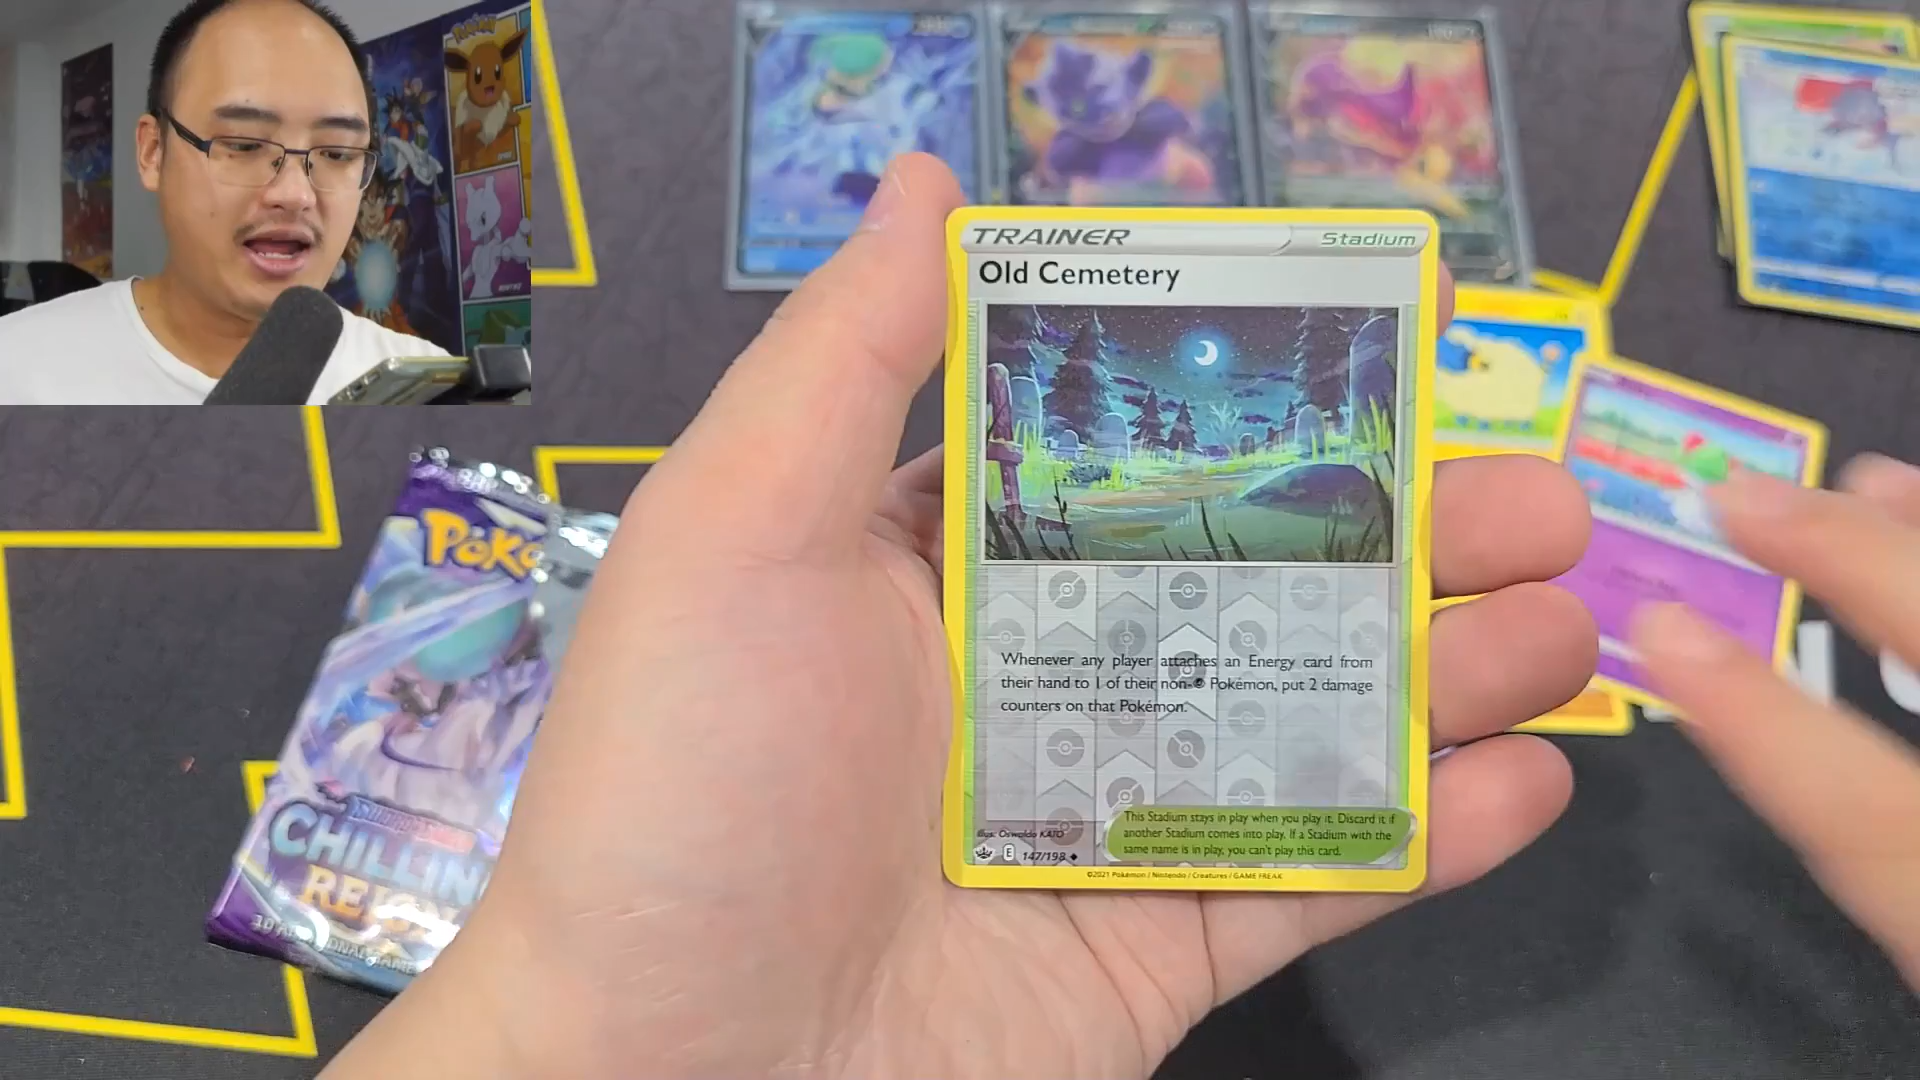 TRAINER
Stadium
Old Cemetery
Whenever any player attaches an Energy card from
their hand to 1 of their non- Pokémon, put 2 damage
counters on that Pokémon.
This Stadium stays in play when you play it. Discard it if
another Stadium comes into play. If a Stadium with the
same name is in play, you can't play this card.
Illus. Oswaldo KATO
E 147/198
©2021 Pokémon / Nintendo / Creatures / GAME FREAK
POKÉMON
CHILLIN
REIGN
10 A